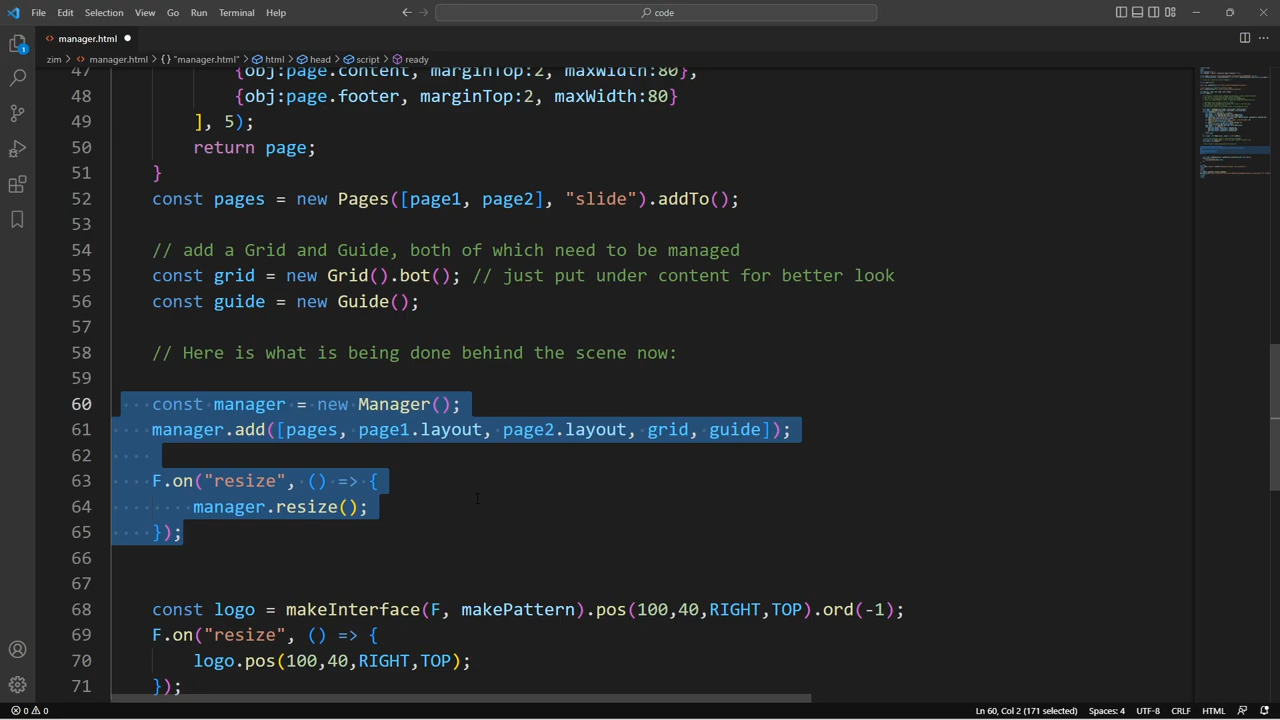 File Edit Selection View Go Run Terminal Help
code
manager.html
zim > manager.html > {} "manager.html" > html > head > script > ready
47 {obj:page.content, marginTop:2, maxWidth:80},
48 {obj:page.footer, marginTop:2, maxWidth:80}
49 ], 5);
50 return page;
51 }
52 const pages = new Pages([page1, page2], "slide").addTo();
53
54 // add a Grid and Guide, both of which need to be managed
55 const grid = new Grid().bot(); // just put under content for better look
56 const guide = new Guide();
57
58 // Here is what is being done behind the scene now:
59
60 const manager = new Manager();
61 manager.add([pages, page1.layout, page2.layout, grid, guide]);
62
63 F.on("resize", () => {
64 manager.resize();
65 });
66
67
68 const logo = makeInterface(F, makePattern).pos(100,40,RIGHT,TOP).ord(-1);
69 F.on("resize", () => {
70 logo.pos(100,40,RIGHT,TOP);
71 });
1
0 0 Ln 60, Col 2 (171 selected) Spaces: 4 UTF-8 CRLF HTML